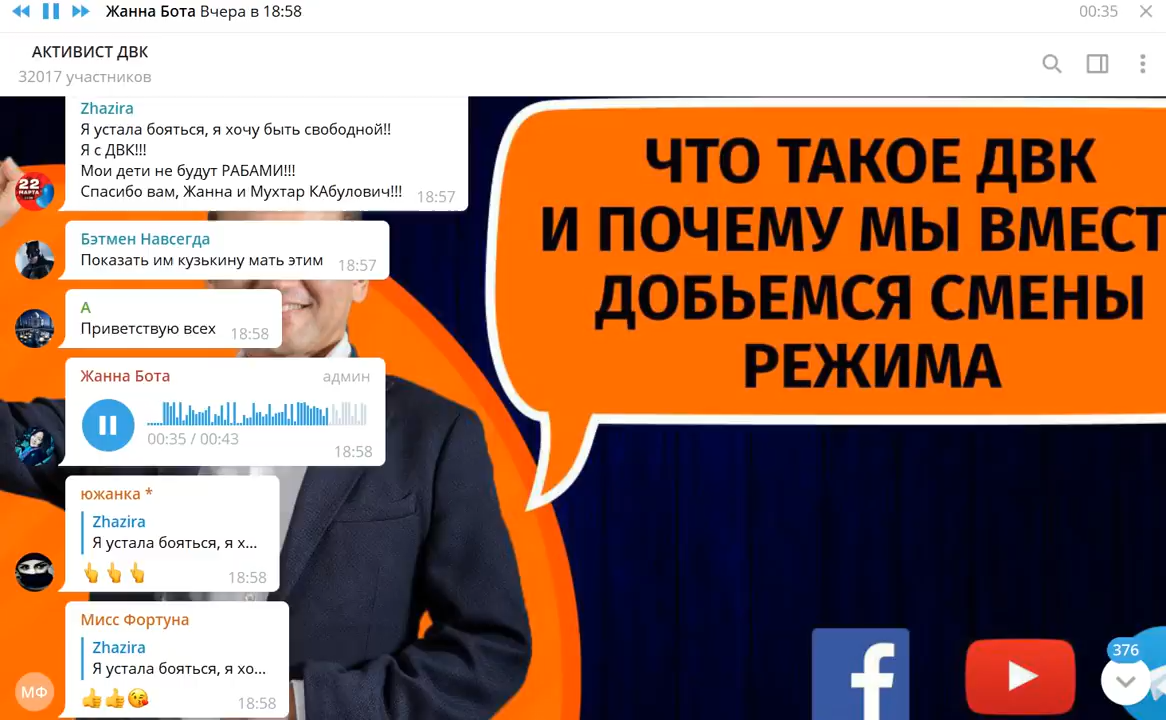 Жанна Бота Вчера в 18:58
00:35
АКТИВИСТ ДВК
32017 участников
Zhazira
Я устала бояться, я хочу быть свободной!!
Я с ДВК!!!
Мои дети не будут РАБАМИ!!!
Спасибо вам, Жанна и Мухтар КАбулович!!!
18:57
22
МАРТА
Бэтмен Навсегда
Показать им кузькину мать этим
18:57
А
Приветствую всех
18:58
Жанна Бота
админ
00:35 / 00:43
18:58
южанка *
Zhazira
Я устала бояться, я х...
18:58
Мисс Фортуна
Zhazira
Я устала бояться, я хо...
МФ
18:58
ЧТО ТАКОЕ ДВК
И ПОЧЕМУ МЫ ВМЕСТ
ДОБЬЕМСЯ СМЕНЫ
РЕЖИМА
f
376